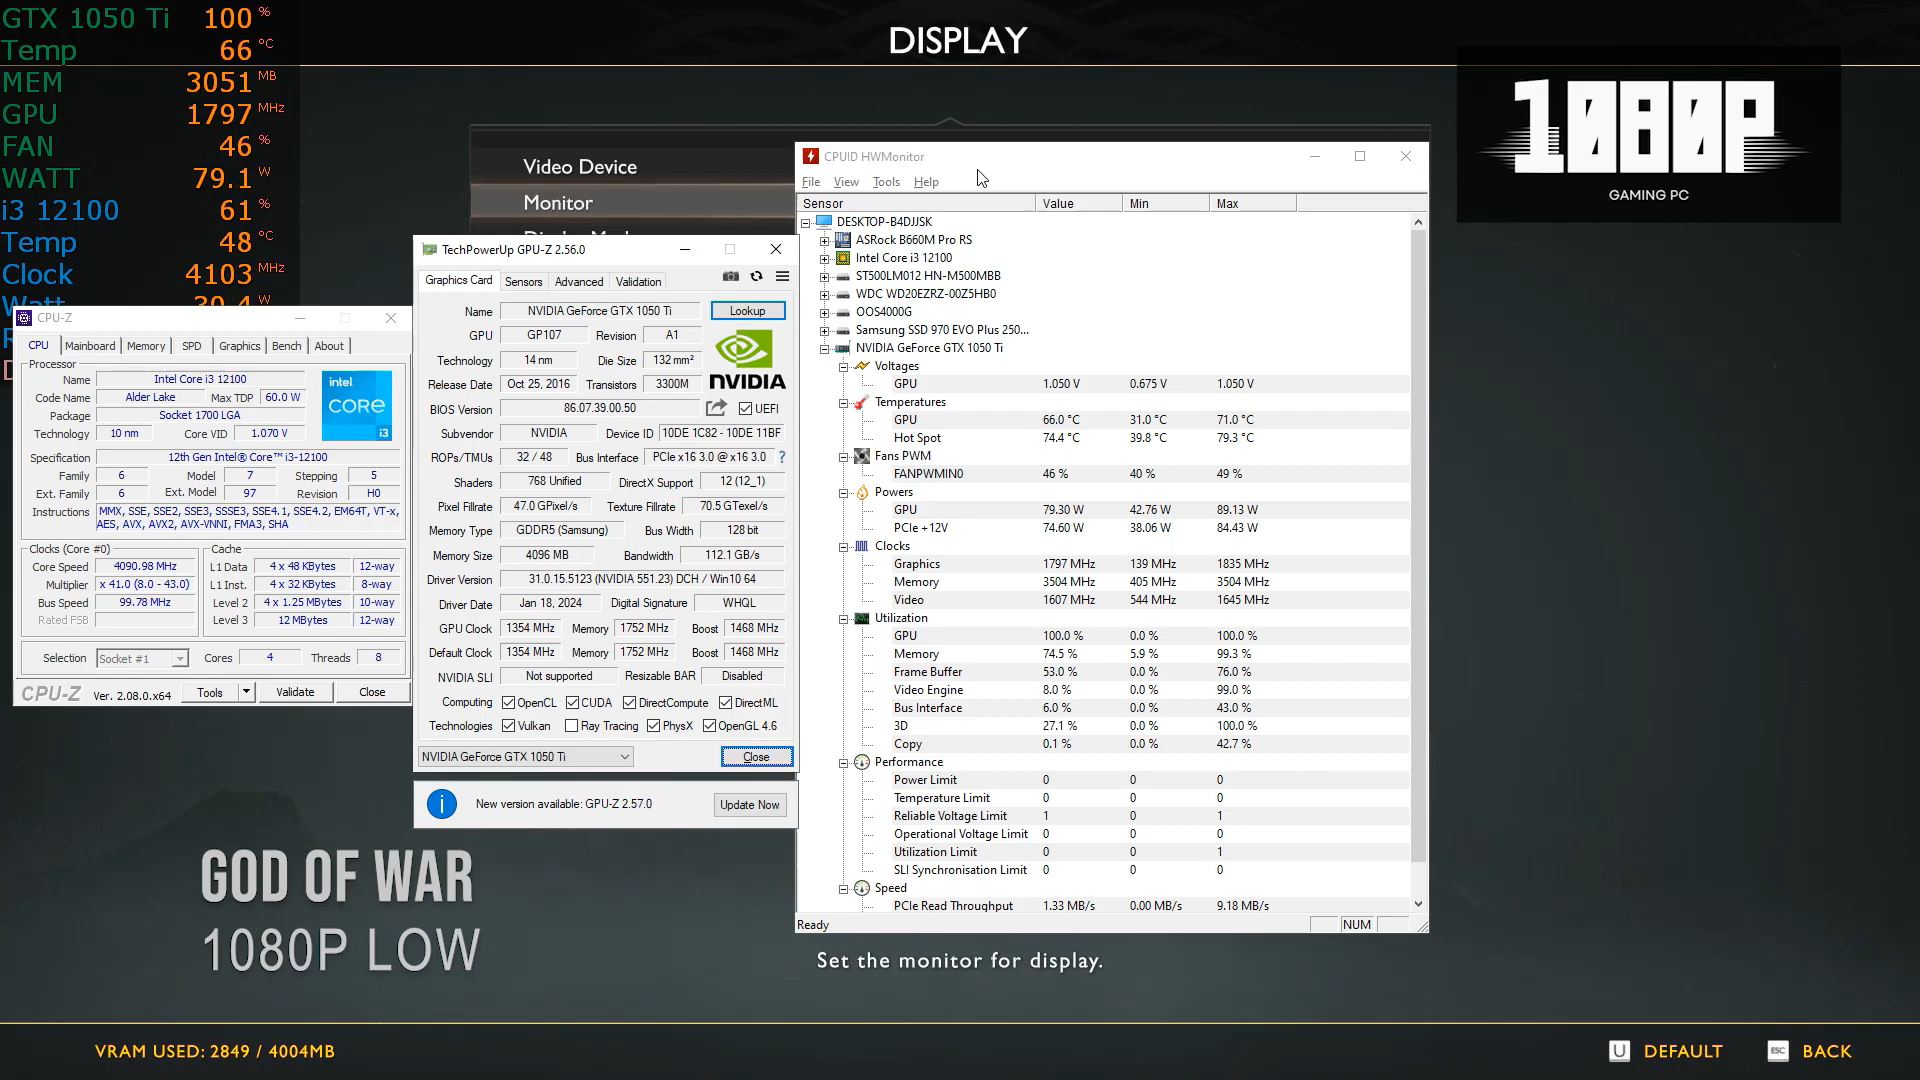 GTX 1050 Ti 100 %
Temp 66 °C
MEM 3051 MB
GPU 1797 MHz
FAN 46 %
WATT 79.1 W
i3 12100 61 %
Temp 48 °C
Clock 4103 MHz
Watt 30.4 W
DISPLAY
1080P
GAMING PC
Video Device
Monitor
CPU-Z
CPU Mainboard Memory SPD Graphics Bench About
Processor
Name Intel Core i3 12100
Code Name Alder Lake Max TDP 60.0 W
Package Socket 1700 LGA
Technology 10 nm Core VID 1.070 V
intel
CORE
i3
Specification 12th Gen Intel® Core™ i3-12100
Family 6 Model 7 Stepping 5
Ext. Family 6 Ext. Model 97 Revision H0
Instructions MMX, SSE, SSE2, SSE3, SSSE3, SSE4.1, SSE4.2, EM64T, VT-x,
AES, AVX, AVX2, AVX-VNNI, FMA3, SHA
Clocks (Core #0)
Core Speed 4090.98 MHz
Multiplier x 41.0 (8.0 - 43.0)
Bus Speed 99.78 MHz
Rated FSB
Cache
L1 Data 4 x 48 KBytes 12-way
L1 Inst. 4 x 32 KBytes 8-way
Level 2 4 x 1.25 MBytes 10-way
Level 3 12 MBytes 12-way
Selection Socket #1 Cores 4 Threads 8
CPU-Z Ver. 2.08.0.x64 Tools Validate Close
TechPowerUp GPU-Z 2.56.0
Graphics Card Sensors Advanced Validation
Name NVIDIA GeForce GTX 1050 Ti Lookup
GPU GP107 Revision A1
Technology 14 nm Die Size 132 mm²
Release Date Oct 25, 2016 Transistors 3300M
NVIDIA
BIOS Version 86.07.39.00.50 UEFI
Subvendor NVIDIA Device ID 10DE 1C82 - 10DE 11BF
ROPs/TMUs 32 / 48 Bus Interface PCIe x16 3.0 @ x16 3.0 ?
Shaders 768 Unified DirectX Support 12 (12_1)
Pixel Fillrate 47.0 GPixel/s Texture Fillrate 70.5 GTexel/s
Memory Type GDDR5 (Samsung) Bus Width 128 bit
Memory Size 4096 MB Bandwidth 112.1 GB/s
Driver Version 31.0.15.5123 (NVIDIA 551.23) DCH / Win10 64
Driver Date Jan 18, 2024 Digital Signature WHQL
GPU Clock 1354 MHz Memory 1752 MHz Boost 1468 MHz
Default Clock 1354 MHz Memory 1752 MHz Boost 1468 MHz
NVIDIA SLI Not supported Resizable BAR Disabled
Computing OpenCL CUDA DirectCompute DirectML
Technologies Vulkan Ray Tracing PhysX OpenGL 4.6
NVIDIA GeForce GTX 1050 Ti Close
New version available: GPU-Z 2.57.0 Update Now
CPUID HWMonitor
File View Tools Help
Sensor Value Min Max
DESKTOP-B4DJJSK
ASRock B660M Pro RS
Intel Core i3 12100
ST500LM012 HN-M500MBB
WDC WD20EZRZ-00Z5HB0
OOS4000G
Samsung SSD 970 EVO Plus 250...
NVIDIA GeForce GTX 1050 Ti
Voltages
GPU 1.050 V 0.675 V 1.050 V
Temperatures
GPU 66.0 °C 31.0 °C 71.0 °C
Hot Spot 74.4 °C 39.8 °C 79.3 °C
Fans PWM
FANPWMIN0 46 % 40 % 49 %
Powers
GPU 79.30 W 42.76 W 89.13 W
PCIe +12V 74.60 W 38.06 W 84.43 W
Clocks
Graphics 1797 MHz 139 MHz 1835 MHz
Memory 3504 MHz 405 MHz 3504 MHz
Video 1607 MHz 544 MHz 1645 MHz
Utilization
GPU 100.0 % 0.0 % 100.0 %
Memory 74.5 % 5.9 % 99.3 %
Frame Buffer 53.0 % 0.0 % 76.0 %
Video Engine 8.0 % 0.0 % 99.0 %
Bus Interface 6.0 % 0.0 % 43.0 %
3D 27.1 % 0.0 % 100.0 %
Copy 0.1 % 0.0 % 42.7 %
Performance
Power Limit 0 0 0
Temperature Limit 0 0 0
Reliable Voltage Limit 1 0 1
Operational Voltage Limit 0 0 0
Utilization Limit 0 0 1
SLI Synchronisation Limit 0 0 0
Speed
PCIe Read Throughput 1.33 MB/s 0.00 MB/s 9.18 MB/s
Ready NUM
GOD OF WAR
1080P LOW
Set the monitor for display.
VRAM USED: 2849 / 4004MB
U DEFAULT ESC BACK